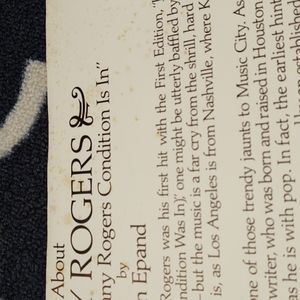 About
Y ROGERS
ny Rogers Condition Is In"
by
n Epand
Rogers was his first hit with the First Edition, "
ondition Was In)," one might be utterly baffled by
but the music is a far cry from the shrill, hard
is, as Los Angeles is from Nashville, where K
ne of those trendy jaunts to Music City. As
writer, who was born and raised in Houston
as he is with pop. In fact, the earliest hint
established